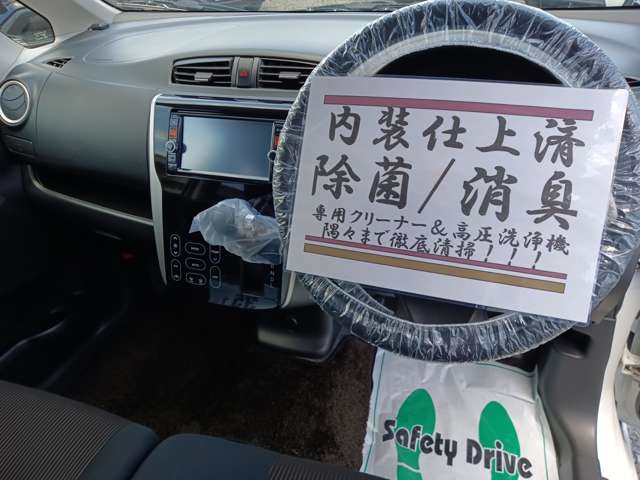 内装仕上済
除菌/消臭
専用クリーナー&高圧洗浄機
隅々まで徹底清掃!!!
Safety Drive